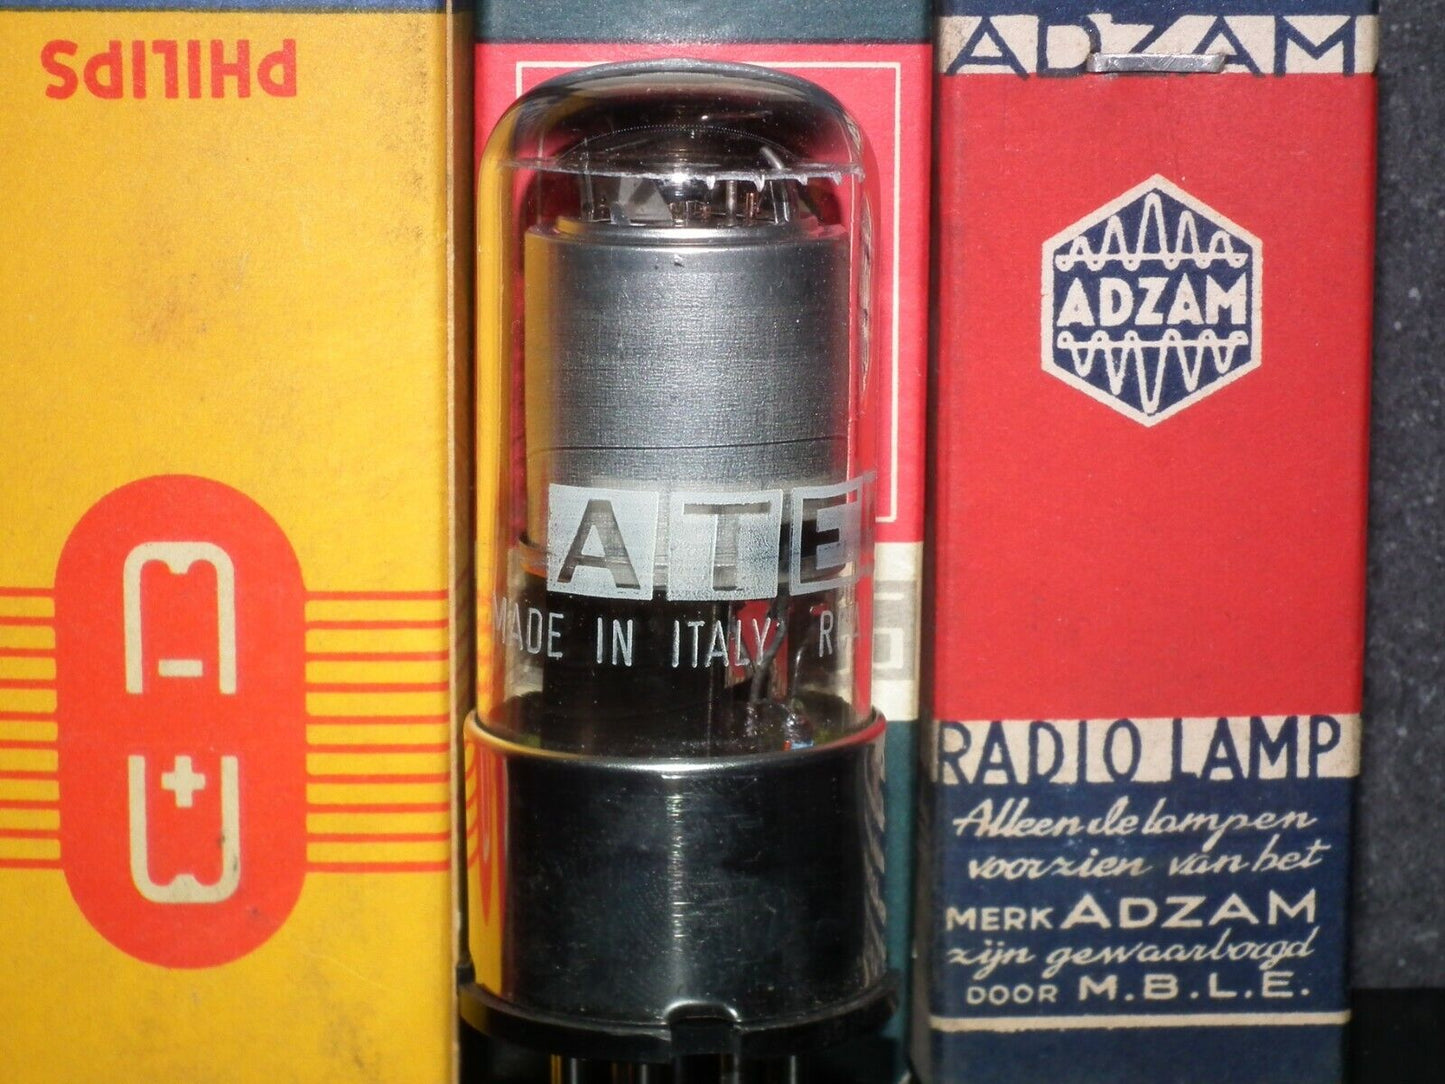 PHILIPS
ATE
MADE IN ITALY
ADZAM
ADZAM
RADIO LAMP
Alleen de lampen
voorzien van het
MERK ADZAM
zijn gewaarborgd
DOOR M.B.L.E.